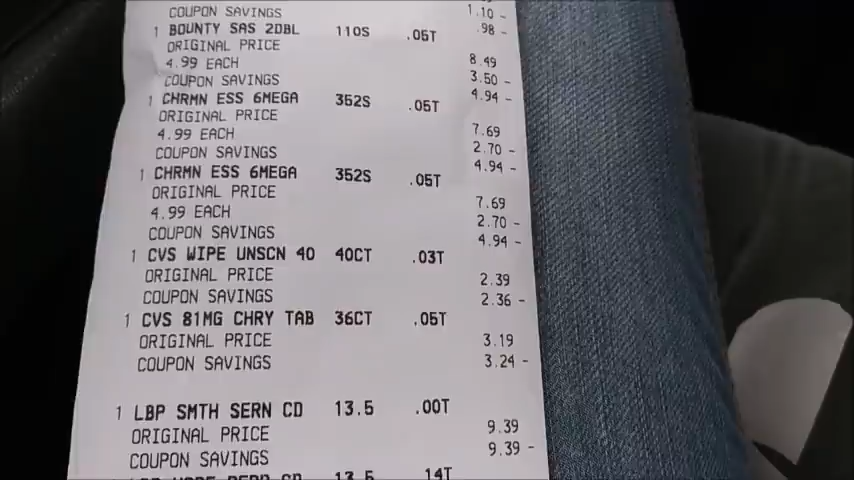 1.10 -
COUPON SAVINGS .98 -
1 BOUNTY SAS 2DBL 110S .05T
ORIGINAL PRICE 8.49
4.99 EACH 3.50 -
COUPON SAVINGS 4.94 -
1 CHRMN ESS 6MEGA 352S .05T
ORIGINAL PRICE 7.69
4.99 EACH 2.70 -
COUPON SAVINGS 4.94 -
1 CHRMN ESS 6MEGA 352S .05T
ORIGINAL PRICE 7.69
4.99 EACH 2.70 -
COUPON SAVINGS 4.94 -
1 CVS WIPE UNSCN 40 40CT .03T
ORIGINAL PRICE 2.39
COUPON SAVINGS 2.36 -
1 CVS 81MG CHRY TAB 36CT .05T
ORIGINAL PRICE 3.19
COUPON SAVINGS 3.24 -
1 LBP SMTH SERN CD 13.5 .00T
ORIGINAL PRICE 9.39
COUPON SAVINGS 9.39 -
13.5 14T